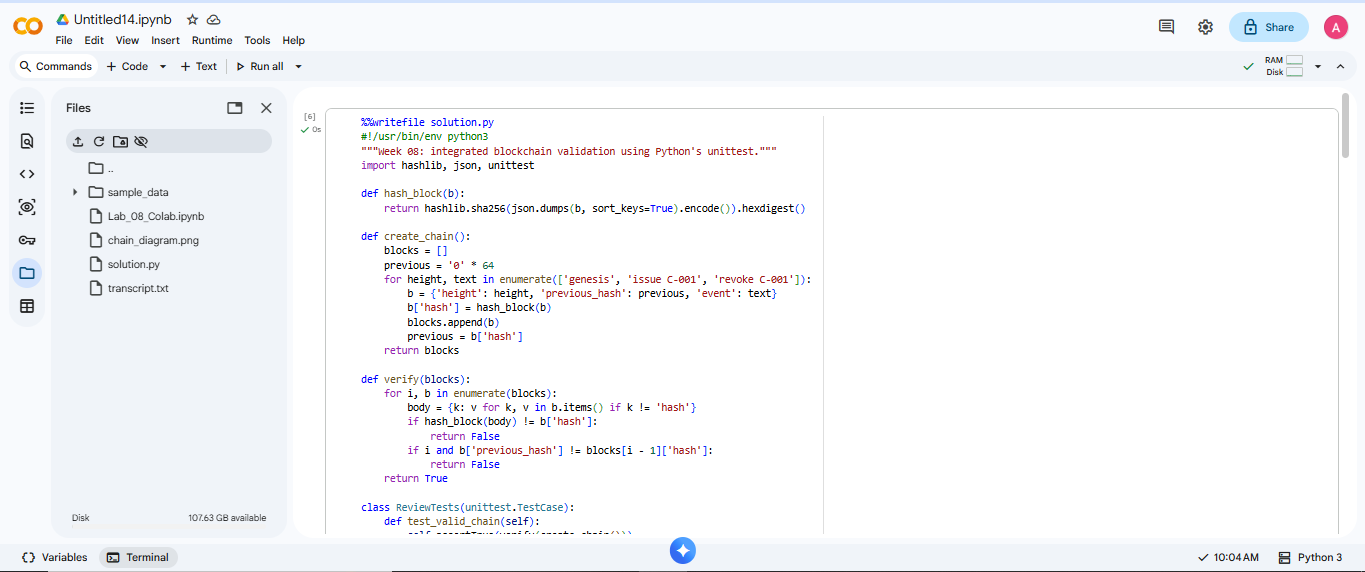 Untitled14.ipynb
File Edit View Insert Runtime Tools Help
Share
A
Commands + Code + Text Run all
RAM
Disk
Files
..
sample_data
Lab_08_Colab.ipynb
chain_diagram.png
solution.py
transcript.txt
Disk 107.63 GB available
[6]
0s
%%writefile solution.py
#!/usr/bin/env python3
"""Week 08: integrated blockchain validation using Python's unittest."""
import hashlib, json, unittest
def hash_block(b):
    return hashlib.sha256(json.dumps(b, sort_keys=True).encode()).hexdigest()
def create_chain():
    blocks = []
    previous = '0' * 64
    for height, text in enumerate(['genesis', 'issue C-001', 'revoke C-001']):
        b = {'height': height, 'previous_hash': previous, 'event': text}
        b['hash'] = hash_block(b)
        blocks.append(b)
        previous = b['hash']
    return blocks
def verify(blocks):
    for i, b in enumerate(blocks):
        body = {k: v for k, v in b.items() if k != 'hash'}
        if hash_block(body) != b['hash']:
            return False
        if i and b['previous_hash'] != blocks[i - 1]['hash']:
            return False
    return True
class ReviewTests(unittest.TestCase):
    def test_valid_chain(self):
        self.assertTrue(verify(create_chain()))
{} Variables Terminal
10:04 AM Python 3